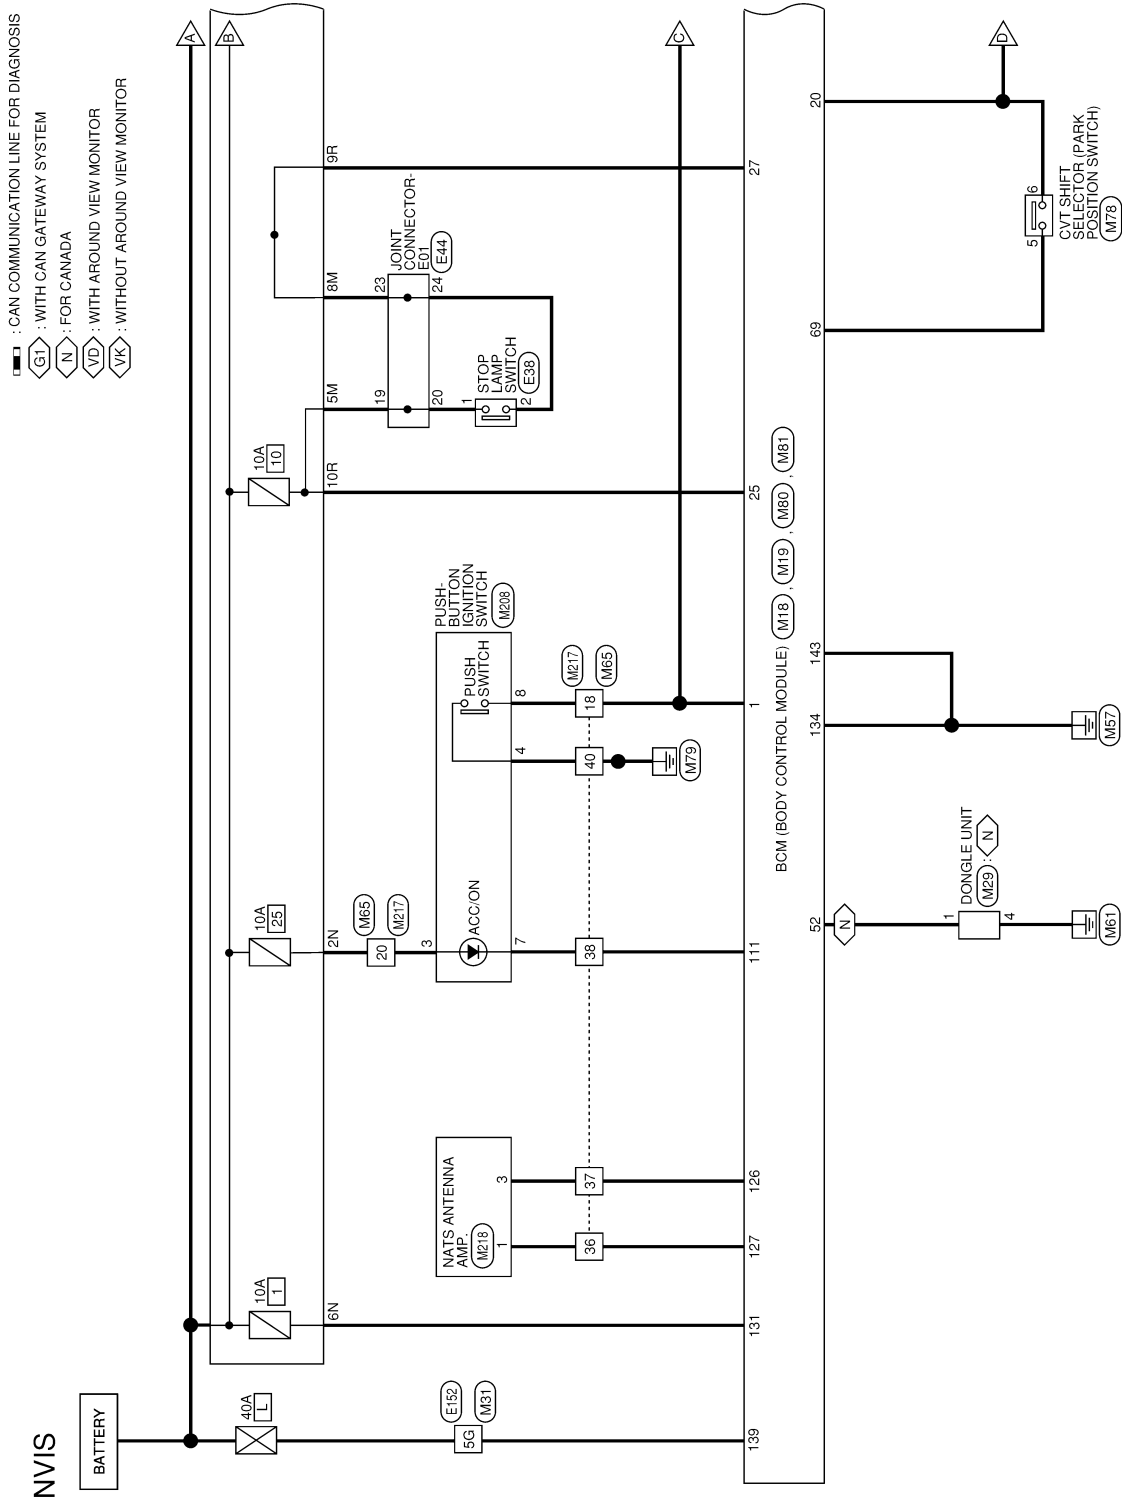 NVIS
: CAN COMMUNICATION LINE FOR DIAGNOSIS
G1 : WITH CAN GATEWAY SYSTEM
N : FOR CANADA
VD : WITH AROUND VIEW MONITOR
VK : WITHOUT AROUND VIEW MONITOR
BATTERY
A
B
40A
L
10A
1
10A
25
10A
10
6N
2N
10R
5M
8M
9R
E152
M31
5G
M65
M217
20
19
23
JOINT
CONNECTOR-
E01
E44
20
24
NATS ANTENNA
AMP.
M218
1
3
3
ACC/ON
7
PUSH-
BUTTON
IGNITION
SWITCH
M208
PUSH
SWITCH
4
8
1
STOP
LAMP
SWITCH
E38
2
36
37
38
40
18
M217
M65
M79
C
139
131
127
126
111
1
25
27
BCM (BODY CONTROL MODULE) M18 , M19 , M80 , M81
52
134
143
69
20
N
1
DONGLE UNIT
M29 : N
4
M61
M57
5
6
CVT SHIFT
SELECTOR (PARK
POSITION SWITCH)
M78
D